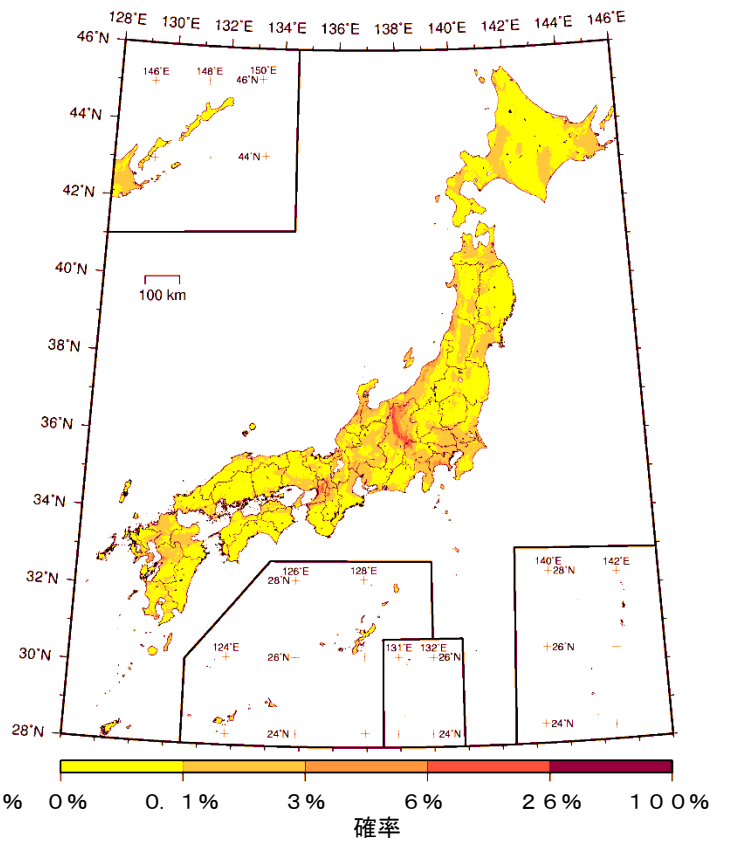 128°E 130°E 132°E 134°E 136°E 138°E 140°E 142°E 144°E 146°E
46°N
146°E 148°E 150°E
46°N
44°N
44°N
42°N
40°N
100 km
38°N
36°N
34°N
32°N
126°E 128°E
28°N
140°E 142°E
28°N
30°N
124°E
26°N
131°E 132°E
26°N
26°N
28°N
24°N
24°N
24°N
% 0% 0.1% 3% 6% 26% 100%
確率